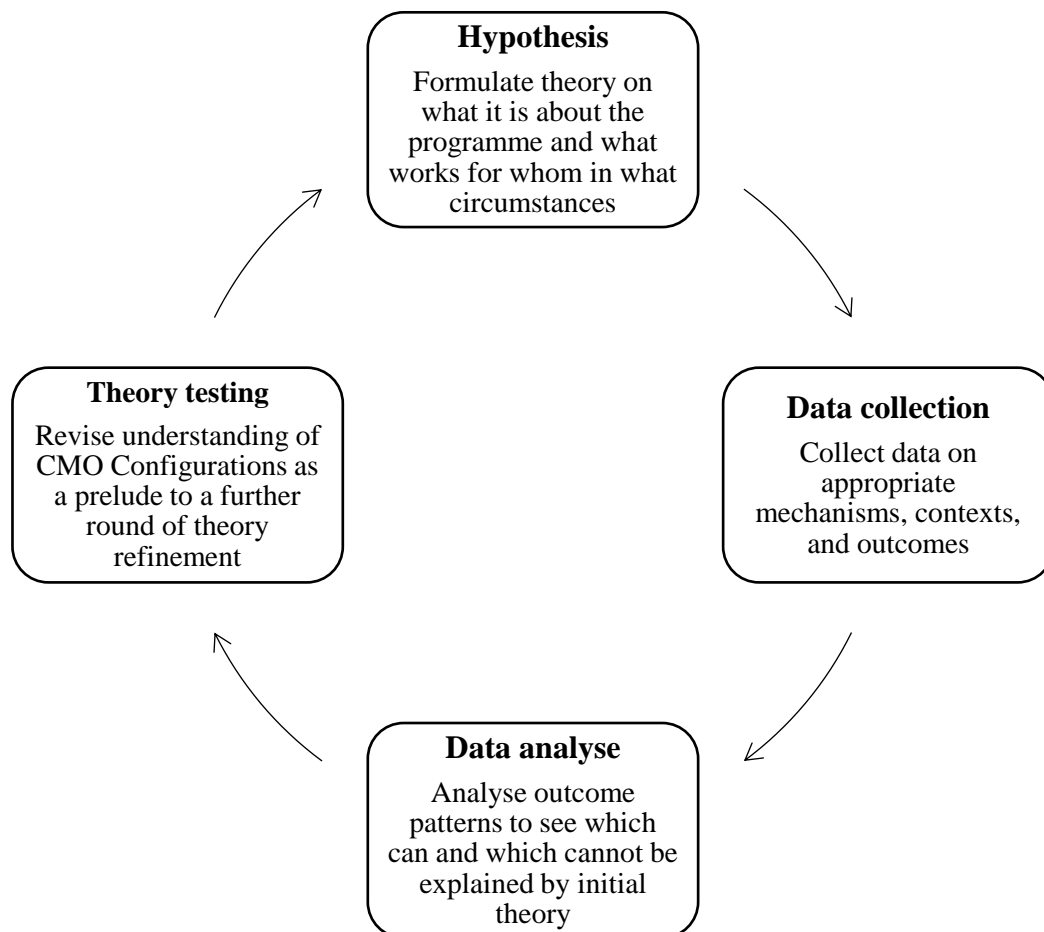 Hypothesis
Formulate theory on
what it is about the
programme and what
works for whom in what
circumstances
Data collection
Collect data on
appropriate
mechanisms, contexts,
and outcomes
Data analyse
Analyse outcome
patterns to see which
can and which cannot be
explained by initial
theory
Theory testing
Revise understanding of
CMO Configurations as
a prelude to a further
round of theory
refinement